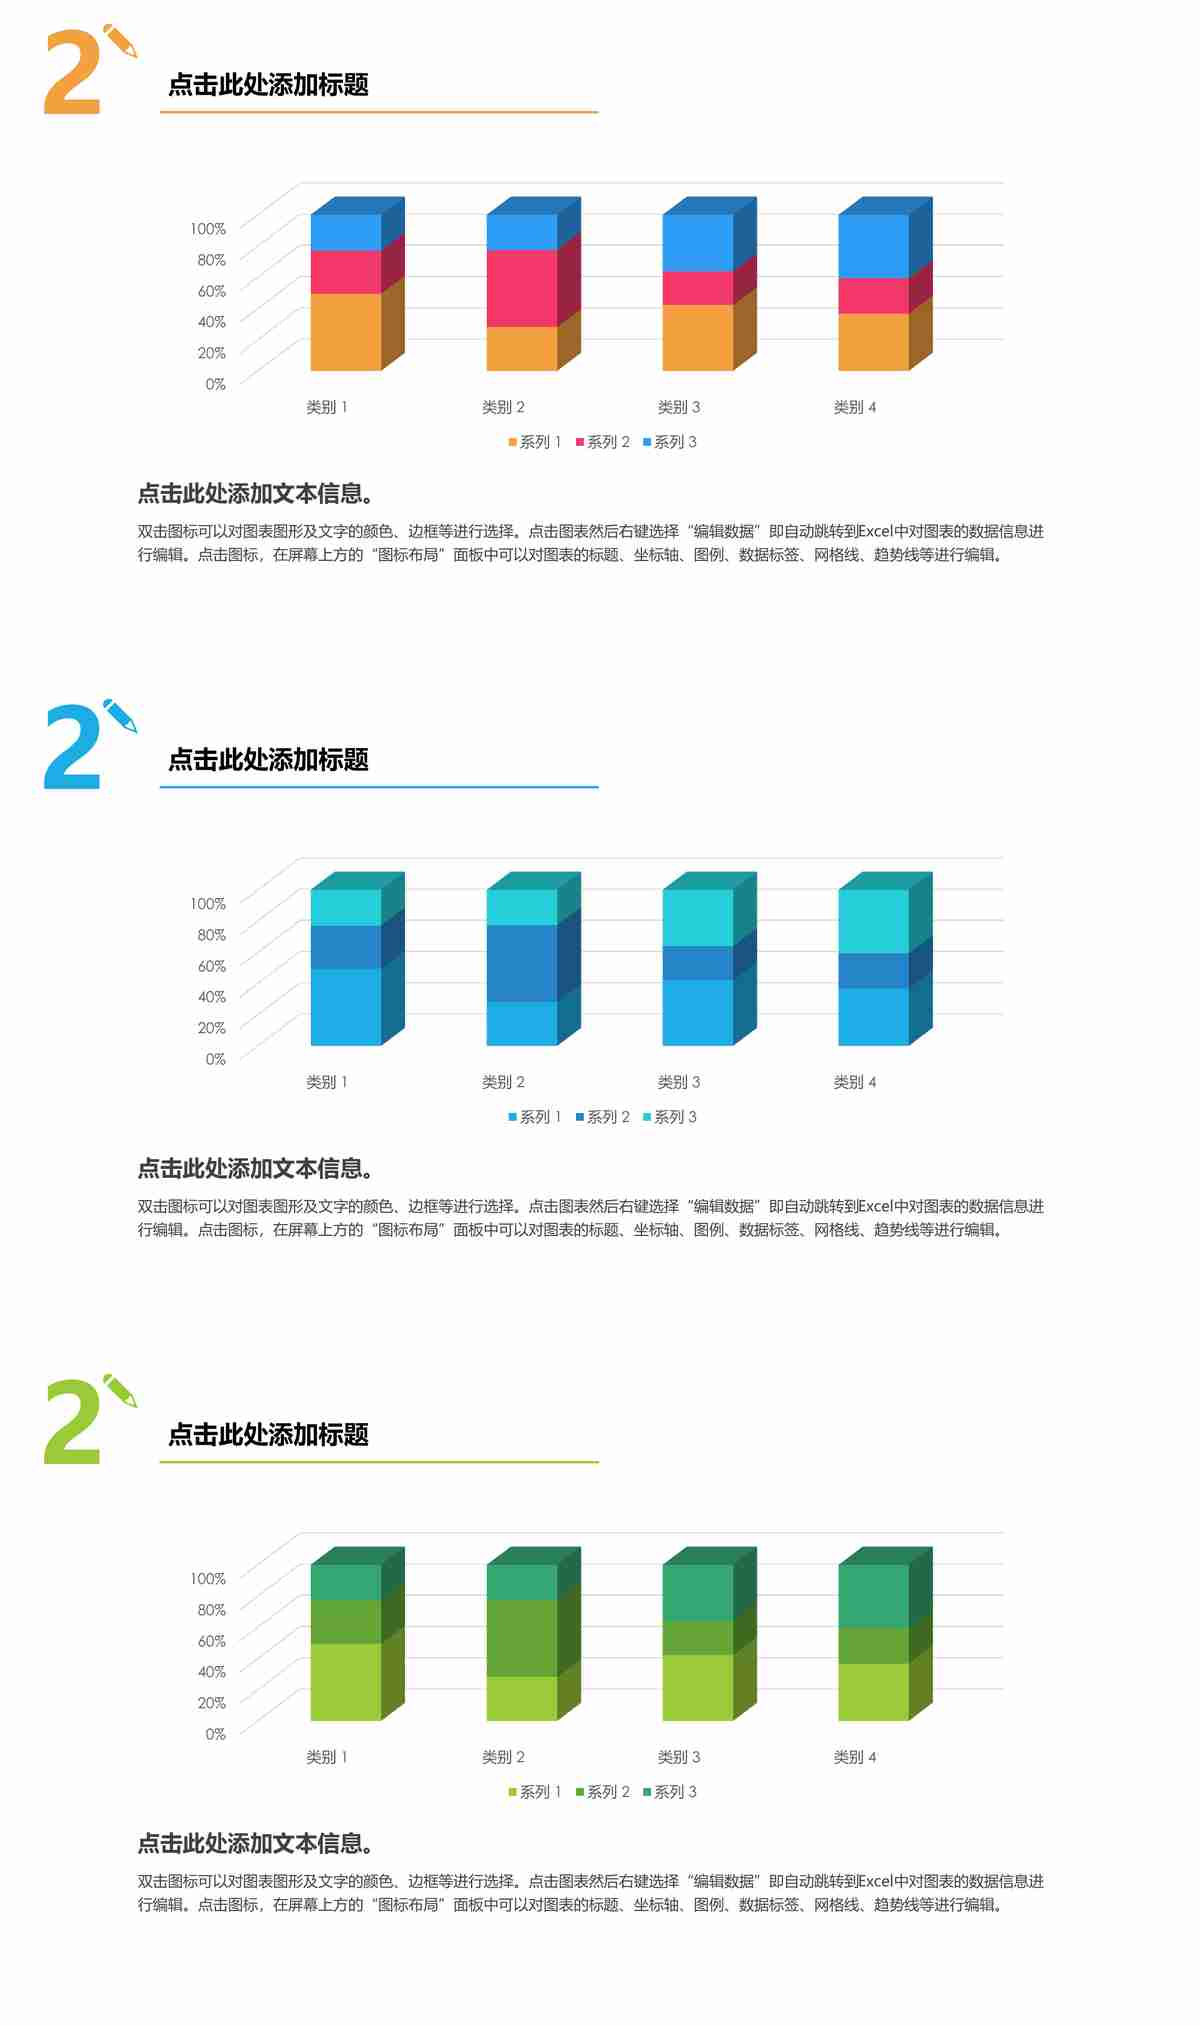 2
点击此处添加标题
100%
80%
60%
40%
20%
0%
类别 1 类别 2 类别 3 类别 4
系列 1 系列 2 系列 3
点击此处添加文本信息。
双击图标可以对图表图形及文字的颜色、边框等进行选择。点击图表然后右键选择“编辑数据”即自动跳转到Excel中对图表的数据信息进
行编辑。点击图标，在屏幕上方的“图标布局”面板中可以对图表的标题、坐标轴、图例、数据标签、网格线、趋势线等进行编辑。
2
点击此处添加标题
100%
80%
60%
40%
20%
0%
类别 1 类别 2 类别 3 类别 4
系列 1 系列 2 系列 3
点击此处添加文本信息。
双击图标可以对图表图形及文字的颜色、边框等进行选择。点击图表然后右键选择“编辑数据”即自动跳转到Excel中对图表的数据信息进
行编辑。点击图标，在屏幕上方的“图标布局”面板中可以对图表的标题、坐标轴、图例、数据标签、网格线、趋势线等进行编辑。
2
点击此处添加标题
100%
80%
60%
40%
20%
0%
类别 1 类别 2 类别 3 类别 4
系列 1 系列 2 系列 3
点击此处添加文本信息。
双击图标可以对图表图形及文字的颜色、边框等进行选择。点击图表然后右键选择“编辑数据”即自动跳转到Excel中对图表的数据信息进
行编辑。点击图标，在屏幕上方的“图标布局”面板中可以对图表的标题、坐标轴、图例、数据标签、网格线、趋势线等进行编辑。